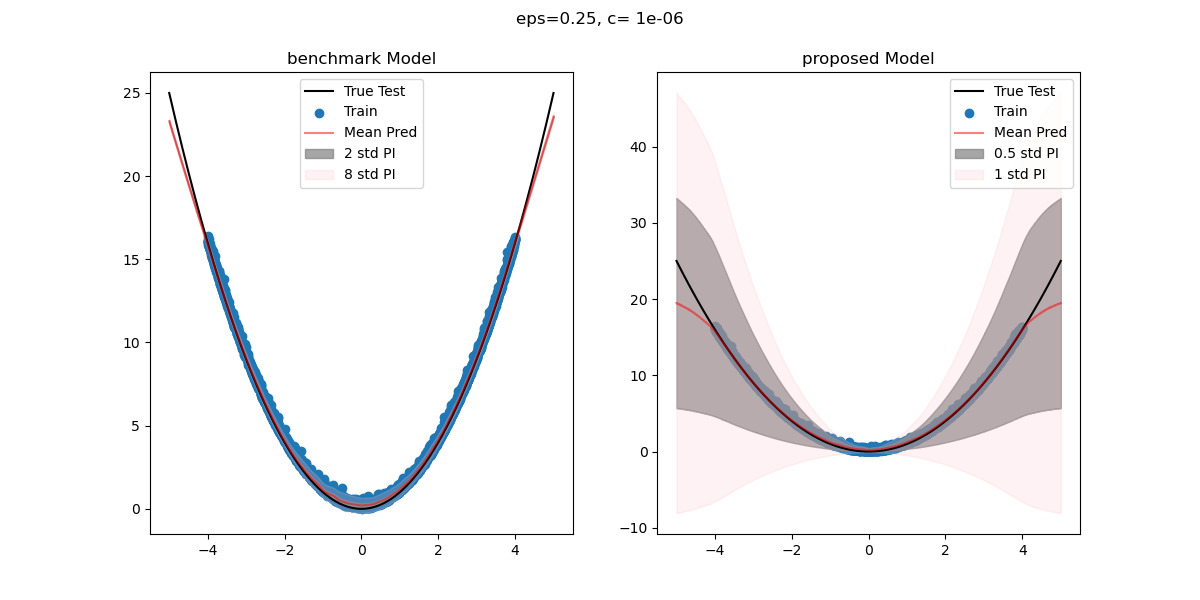 eps=0.25, c= 1e-06
benchmark Model
True Test
Train
Mean Pred
2 std PI
8 std PI
25
20
15
10
5
0
−4
−2
0
2
4
proposed Model
True Test
Train
Mean Pred
0.5 std PI
1 std PI
40
30
20
10
0
−10
−4
−2
0
2
4